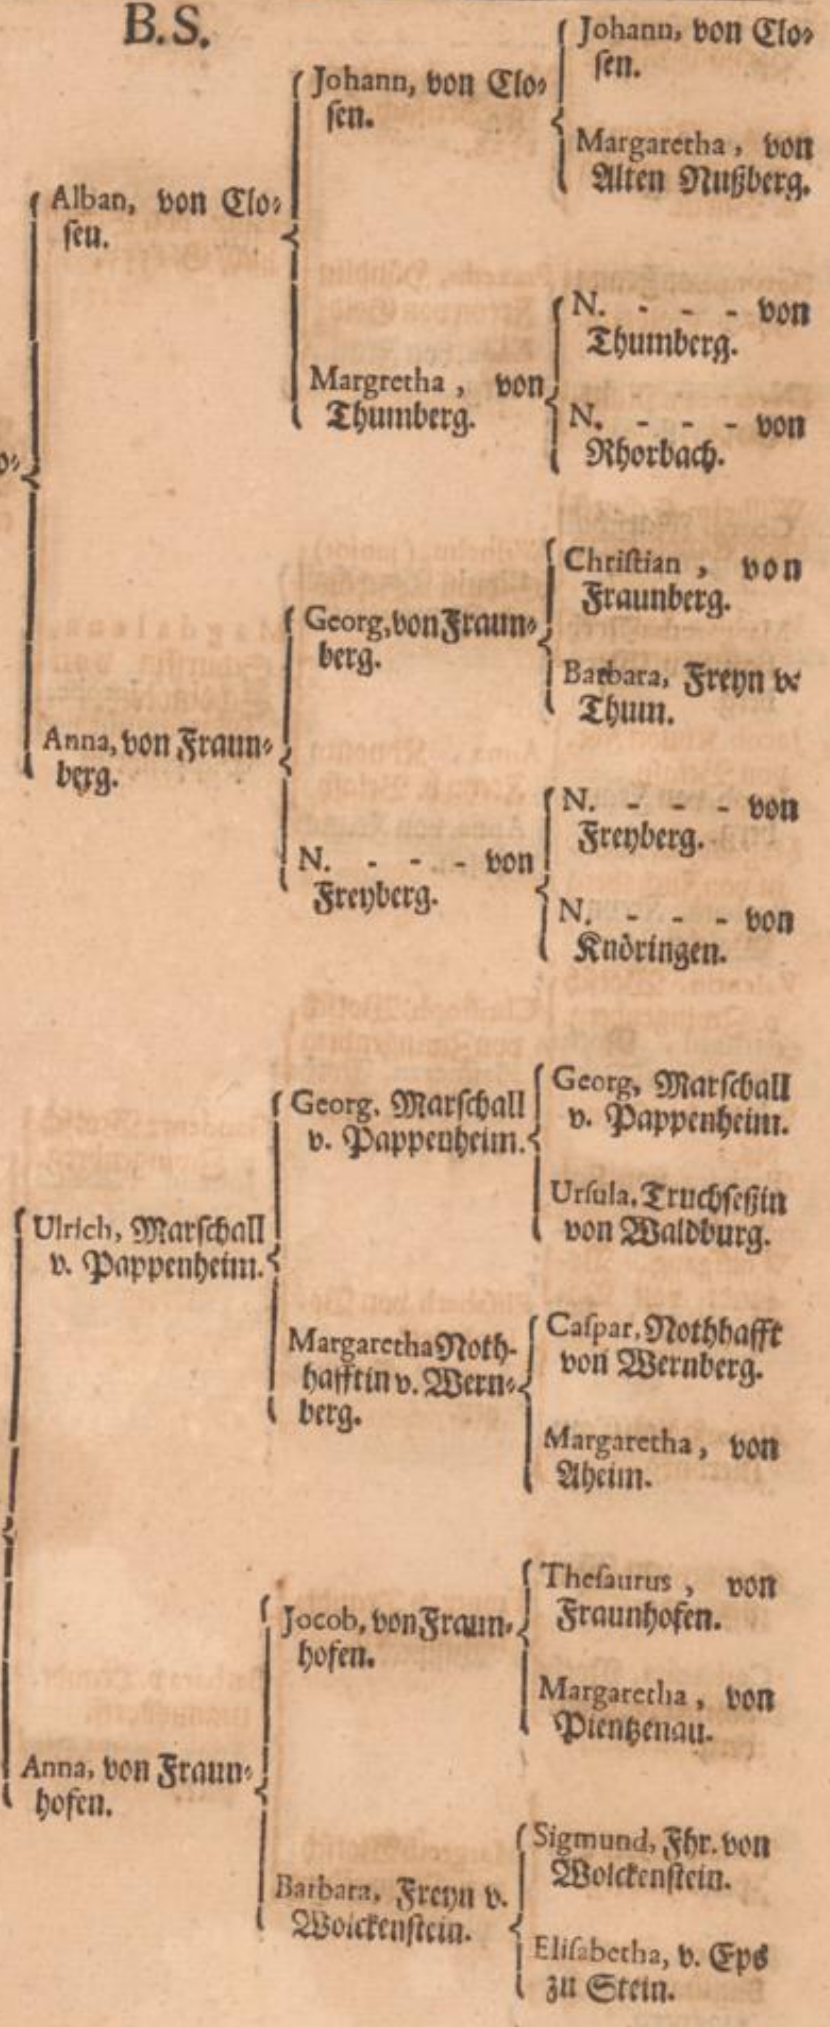 B.S.
Alban, von Clo-
sen.
Anna, von Fraun-
berg.
Johann, von Clo-
sen.
Margretha, von
Thumberg.
Georg, von Fraun-
berg.
N. - - - von
Freyberg.
Johann, von Clo-
sen.
Margaretha, von
Alten Nußberg.
N. - - - von
Thumberg.
N. - - - von
Rhorbach.
Christian, von
Fraunberg.
Barbara, Freyn v.
Thum.
N. - - - von
Freyberg.
N. - - - von
Knöringen.
Ulrich, Marschall
v. Pappenheim.
Anna, von Fraun-
hofen.
Georg, Marschall
v. Pappenheim.
Margaretha Noth-
hafftin v. Wern-
berg.
Jocob, von Fraun-
hofen.
Barbara, Freyn v.
Wolckenstein.
Georg, Marschall
v. Pappenheim.
Ursula, Truchseßin
von Waldburg.
Caspar, Nothhafft
von Wernberg.
Margaretha, von
Aheim.
Thesaurus, von
Fraunhofen.
Margaretha, von
Pientzenau.
Sigmund, Fhr. von
Wolckenstein.
Elisabetha, v. Eps
zu Stein.